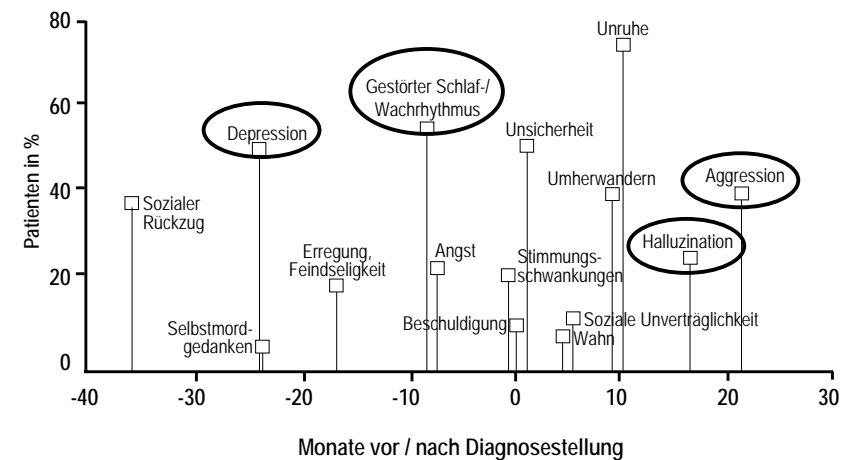 80
60
40
20
0
Patienten in %
Unruhe
Gestörter Schlaf-/
Wachrhythmus
Depression
Unsicherheit
Umherwandern
Aggression
Sozialer
Rückzug
Halluzination
Erregung,
Feindseligkeit
Angst
Stimmungs-
schwankungen
Selbstmord-
gedanken
Beschuldigung
Soziale Unverträglichkeit
Wahn
-40 -30 -20 -10 0 10 20 30
Monate vor / nach Diagnosestellung